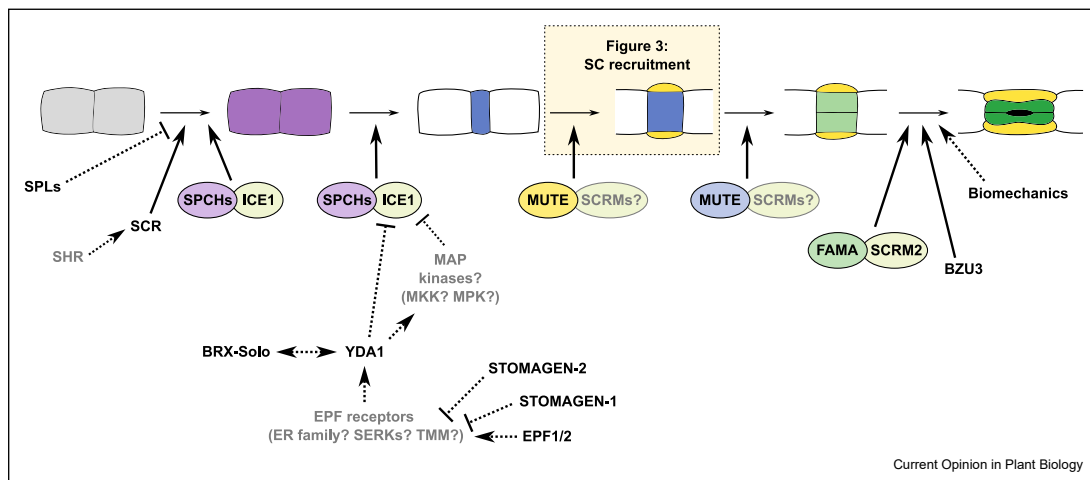 Figure 3:
SC recruitment
SPLs
SCR
SHR
SPCHs ICE1
SPCHs ICE1
MUTE SCRMs?
MUTE SCRMs?
Biomechanics
FAMA SCRM2
BZU3
MAP
kinases?
(MKK? MPK?)
BRX-Solo
YDA1
STOMAGEN-2
STOMAGEN-1
EPF receptors
(ER family? SERKs? TMM?)
EPF1/2
Current Opinion in Plant Biology